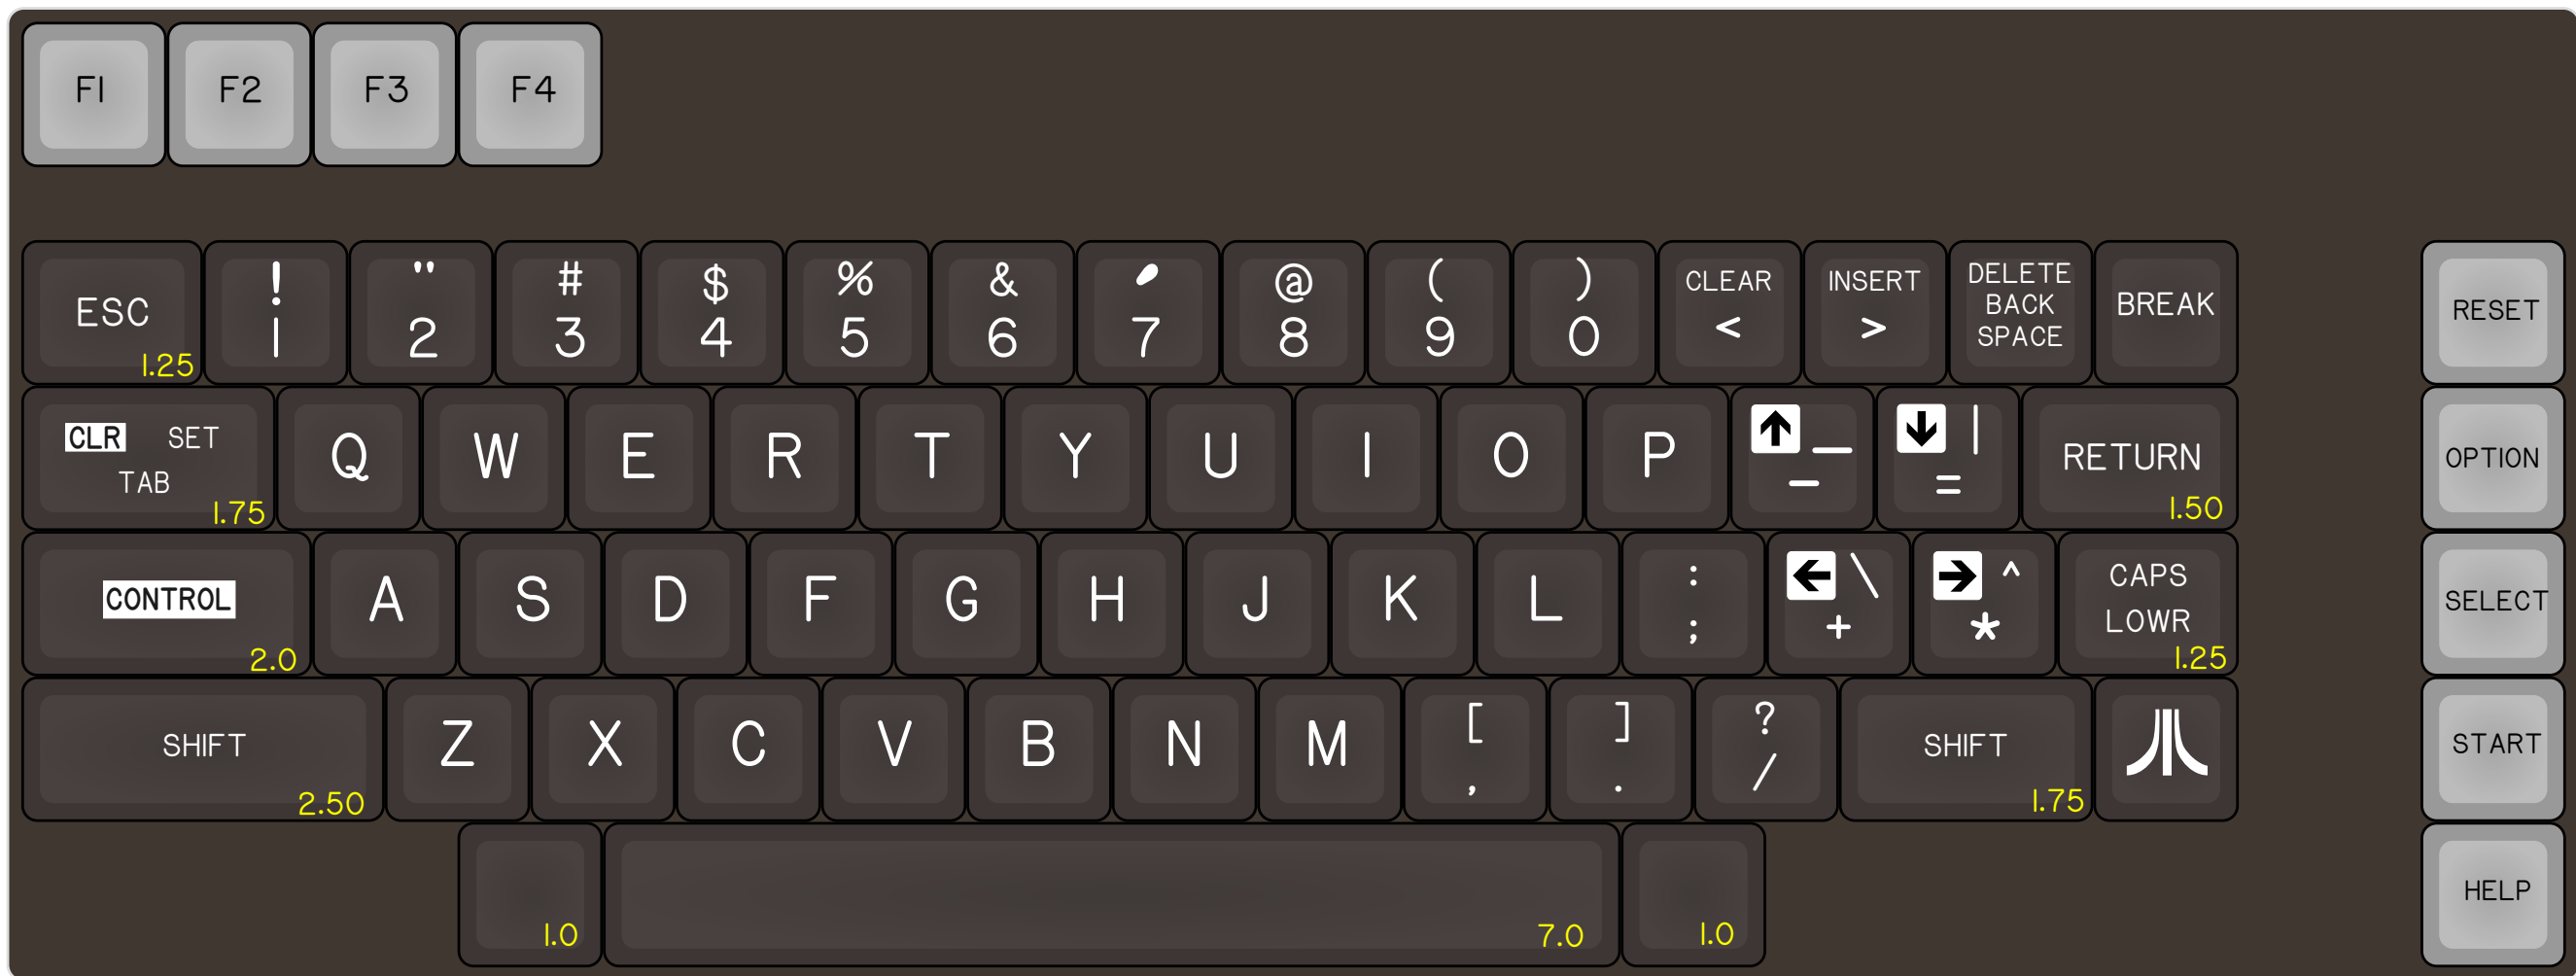 F1 F2 F3 F4
! " # $ % & ' @ ( ) CLEAR INSERT DELETE
ESC 1 2 3 4 5 6 7 8 9 0 < > BACK SPACE BREAK RESET
1.25
CLR SET Q W E R T Y U I O P ↑ _ ↓ | RETURN OPTION
TAB - =
1.75 1.50
CONTROL A S D F G H J K L : ← \ → ^ CAPS SELECT
; + * LOWR
2.0 1.25
SHIFT Z X C V B N M [ ] ? SHIFT START
, . /
2.50 1.75
HELP
1.0 7.0 1.0